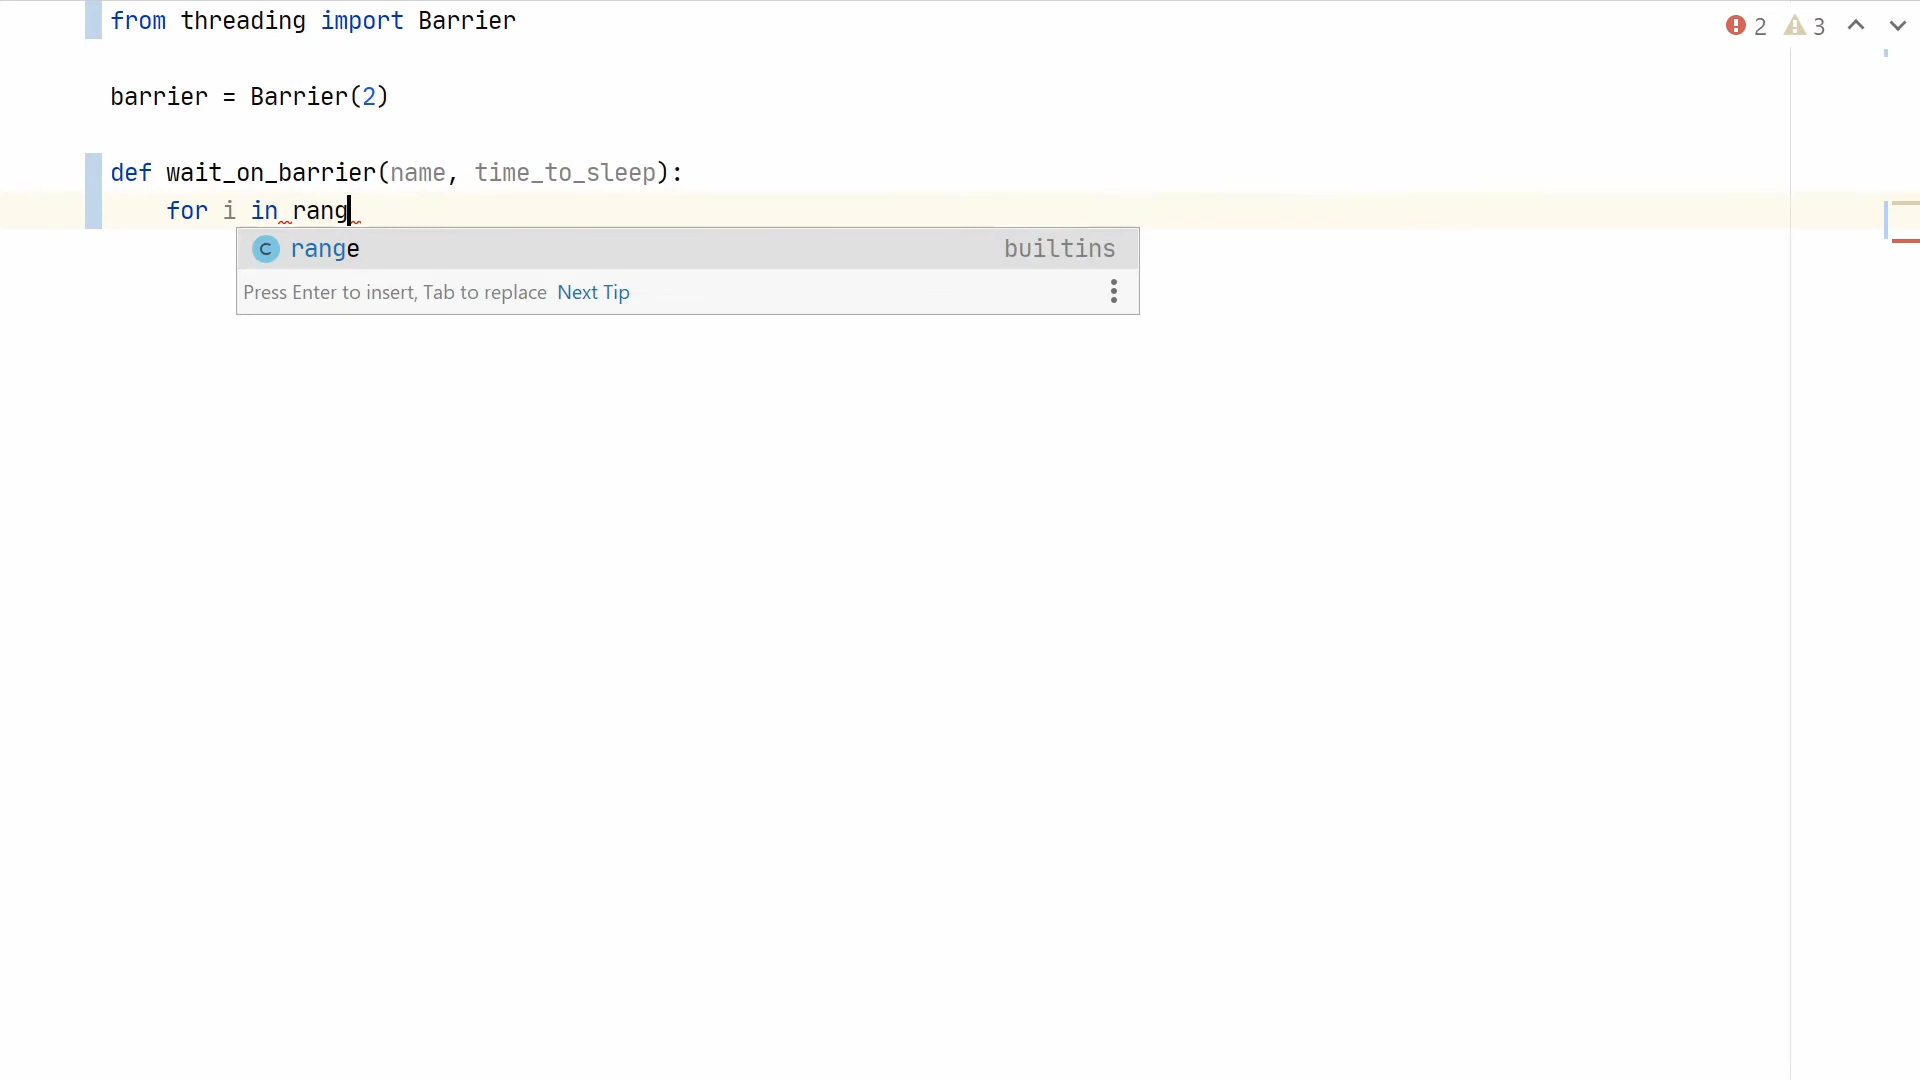 from threading import Barrier
2 3
barrier = Barrier(2)
def wait_on_barrier(name, time_to_sleep):
for i in rang
C range builtins
Press Enter to insert, Tab to replace Next Tip